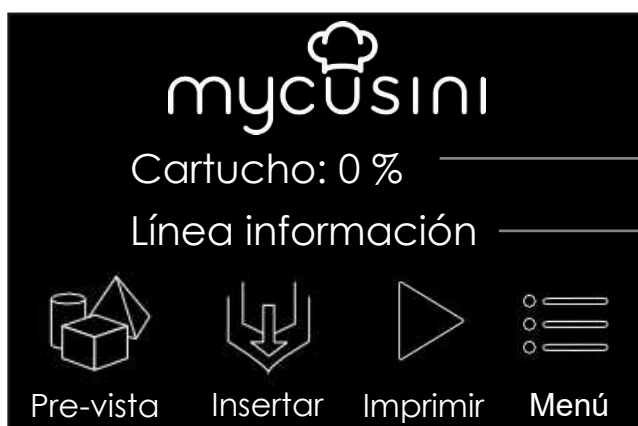 mycusini
Cartucho: 0 %
Línea información
Pre-vista Insertar Imprimir Menú